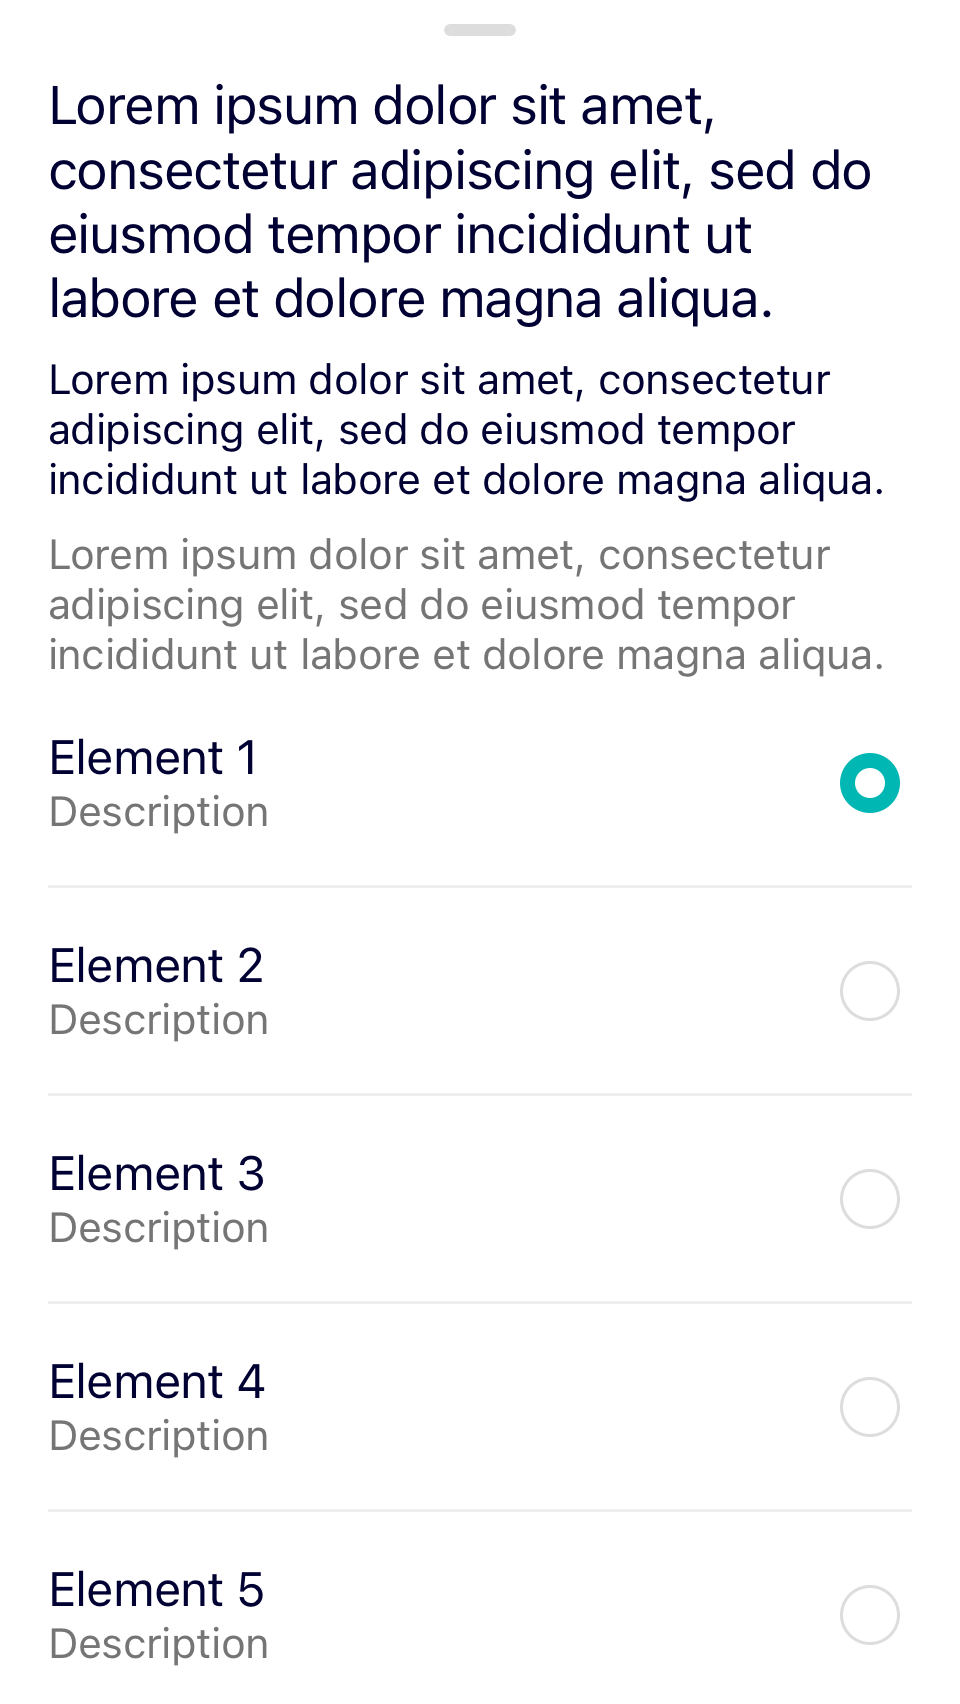 Lorem ipsum dolor sit amet,
consectetur adipiscing elit, sed do
eiusmod tempor incididunt ut
labore et dolore magna aliqua.
Lorem ipsum dolor sit amet, consectetur
adipiscing elit, sed do eiusmod tempor
incididunt ut labore et dolore magna aliqua.
Lorem ipsum dolor sit amet, consectetur
adipiscing elit, sed do eiusmod tempor
incididunt ut labore et dolore magna aliqua.
Element 1
Description
Element 2
Description
Element 3
Description
Element 4
Description
Element 5
Description